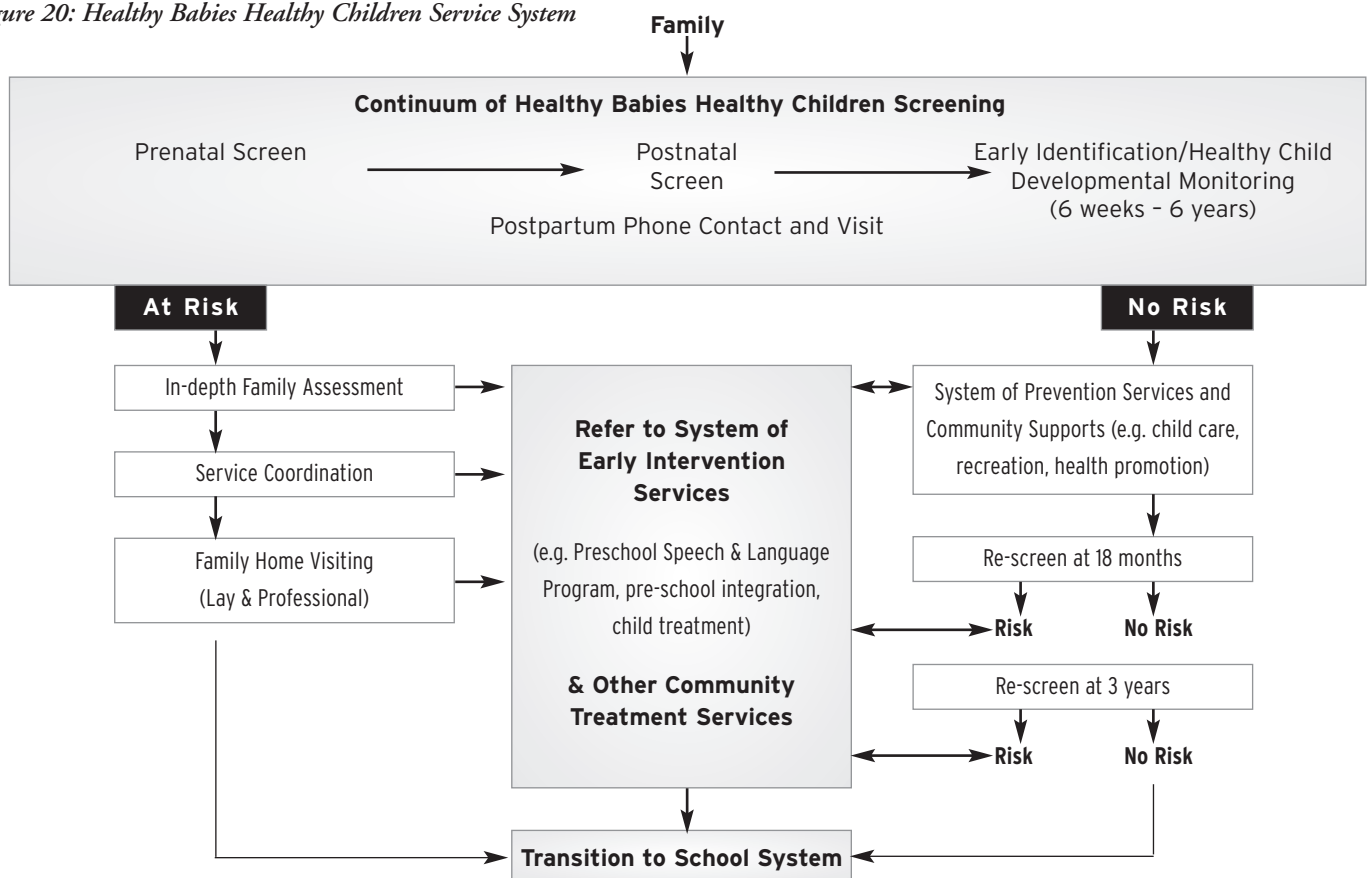 gure 20: Healthy Babies Healthy Children Service System
Family
Continuum of Healthy Babies Healthy Children Screening
Prenatal Screen
Postnatal
Screen
Early Identification/Healthy Child
Developmental Monitoring
(6 weeks – 6 years)
Postpartum Phone Contact and Visit
At Risk
No Risk
In-depth Family Assessment
Service Coordination
Family Home Visiting
(Lay & Professional)
Refer to System of
Early Intervention
Services
(e.g. Preschool Speech & Language
Program, pre-school integration,
child treatment)
& Other Community
Treatment Services
System of Prevention Services and
Community Supports (e.g. child care,
recreation, health promotion)
Re-screen at 18 months
Risk
No Risk
Re-screen at 3 years
Risk
No Risk
Transition to School System